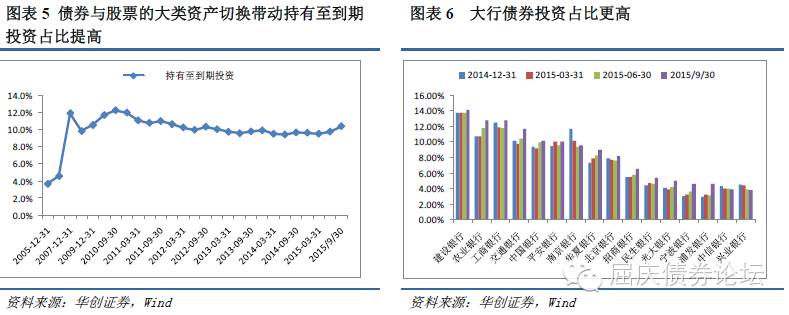 图表 5 债券与股票的大类资产切换带动持有至到期
投资占比提高
持有至到期投资
14.0%
12.0%
10.0%
8.0%
6.0%
4.0%
2.0%
0.0%
2005-12-31
2007-12-31
2009-12-31
2010-09-30
2011-03-31
2011-09-30
2012-03-31
2012-09-30
2013-03-31
2013-09-30
2014-03-31
2014-09-30
2015-03-31
2015/9/30
资料来源：华创证券，Wind
图表 6 大行债券投资占比更高
2014-12-31 2015-03-31 2015-06-30 2015/9/30
16.00%
14.00%
12.00%
10.00%
8.00%
6.00%
4.00%
2.00%
0.00%
建设银行
农业银行
工商银行
交通银行
中国银行
平安银行
南京银行
华夏银行
北京银行
招商银行
民生银行
光大银行
宁波银行
浦发银行
中信银行
兴业银行
屈庆债券论坛
资料来源：华创证券，Wind